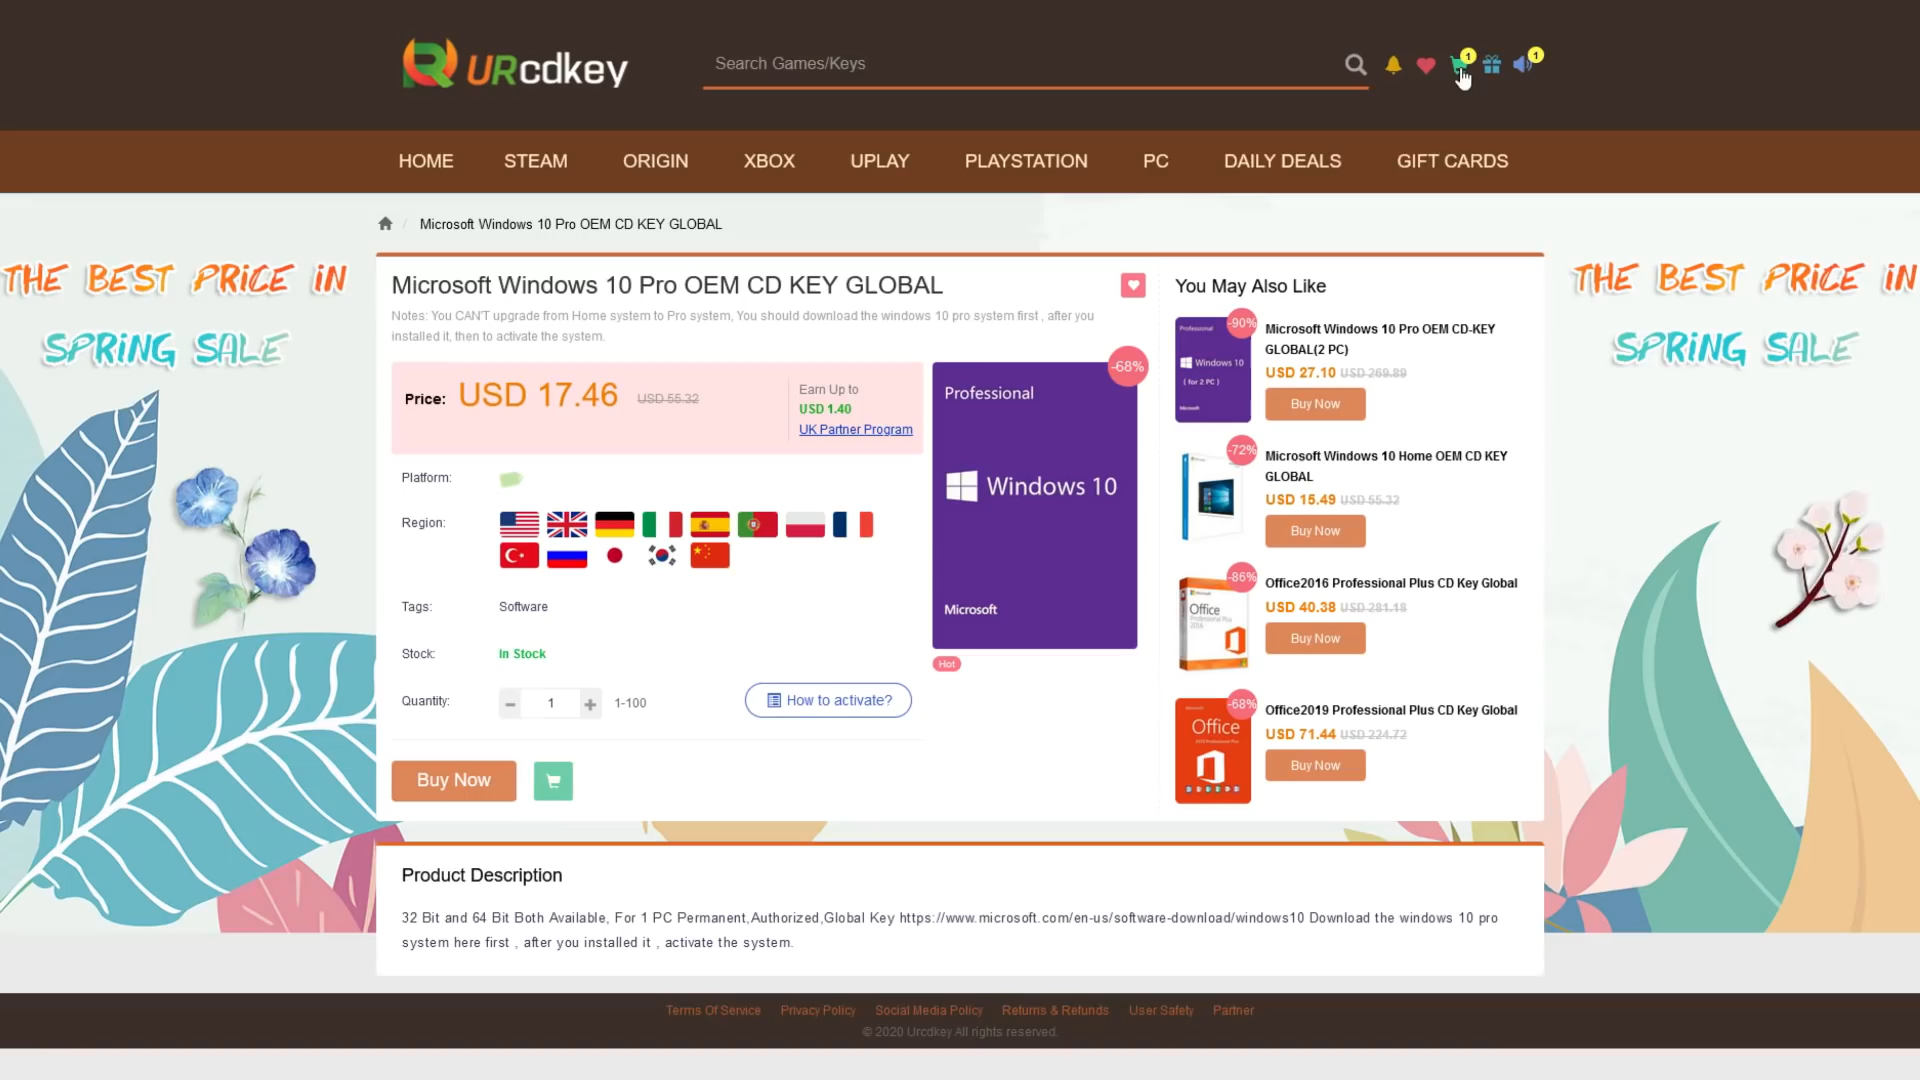 URcdkey
Search Games/Keys
1
1
HOME
STEAM
ORIGIN
XBOX
UPLAY
PLAYSTATION
PC
DAILY DEALS
GIFT CARDS
/ Microsoft Windows 10 Pro OEM CD KEY GLOBAL
THE BEST PRICE IN
SPRING SALE
THE BEST PRICE IN
SPRING SALE
Microsoft Windows 10 Pro OEM CD KEY GLOBAL
Notes: You CAN'T upgrade from Home system to Pro system, You should download the windows 10 pro system first , after you
installed it, then to activate the system.
Price: USD 17.46 USD 55.32
Earn Up to
USD 1.40
UK Partner Program
Platform:
Region:
Tags: Software
Stock: In Stock
Quantity: − 1 + 1-100
How to activate?
Buy Now
-68%
Professional
Windows 10
Microsoft
Hot
You May Also Like
-90%
Professional
Windows 10
( for 2 PC )
Microsoft
Microsoft Windows 10 Pro OEM CD-KEY
GLOBAL(2 PC)
USD 27.10 USD 269.89
Buy Now
-72%
Microsoft Windows 10 Home OEM CD KEY
GLOBAL
USD 15.49 USD 55.32
Buy Now
-86%
Office
Professional Plus
2016
Office2016 Professional Plus CD Key Global
USD 40.38 USD 281.18
Buy Now
-68%
Office
Office2019 Professional Plus CD Key Global
USD 71.44 USD 224.72
Buy Now
Product Description
32 Bit and 64 Bit Both Available, For 1 PC Permanent,Authorized,Global Key https://www.microsoft.com/en-us/software-download/windows10 Download the windows 10 pro
system here first , after you installed it , activate the system.
Terms Of Service Privacy Policy Social Media Policy Returns & Refunds User Safety Partner
© 2020 Urcdkey All rights reserved.